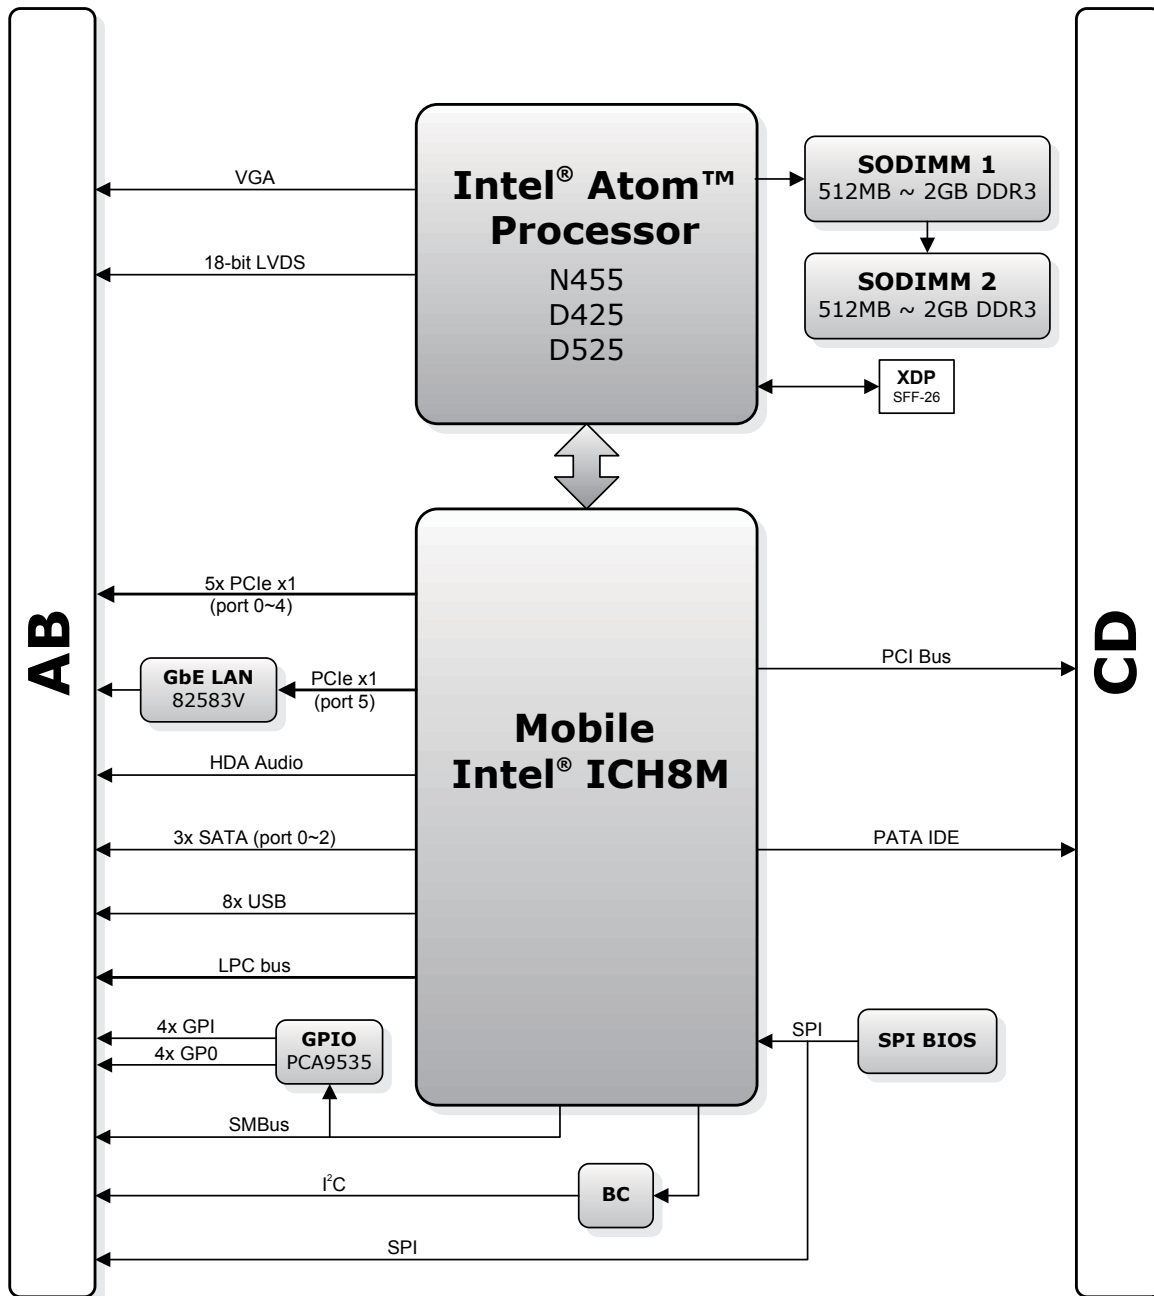 AB
CD
VGA
18-bit LVDS
Intel® Atom™
Processor
N455
D425
D525
SODIMM 1
512MB ~ 2GB DDR3
SODIMM 2
512MB ~ 2GB DDR3
XDP
SFF-26
5x PCIe x1
(port 0~4)
GbE LAN
82583V
PCIe x1
(port 5)
HDA Audio
3x SATA (port 0~2)
8x USB
LPC bus
Mobile
Intel® ICH8M
PCI Bus
PATA IDE
4x GPI
4x GP0
GPIO
PCA9535
SPI
SPI BIOS
SMBus
I²C
BC
SPI